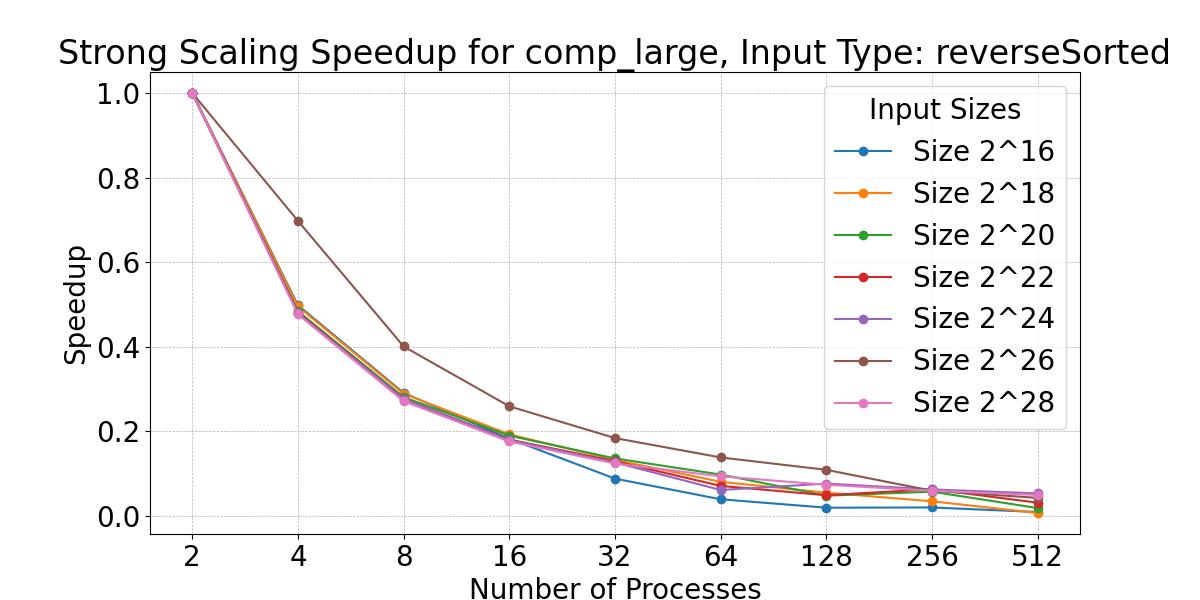 Strong Scaling Speedup for comp_large, Input Type: reverseSorted
Speedup
1.0
0.8
0.6
0.4
0.2
0.0
Input Sizes
Size 2^16
Size 2^18
Size 2^20
Size 2^22
Size 2^24
Size 2^26
Size 2^28
2 4 8 16 32 64 128 256 512
Number of Processes